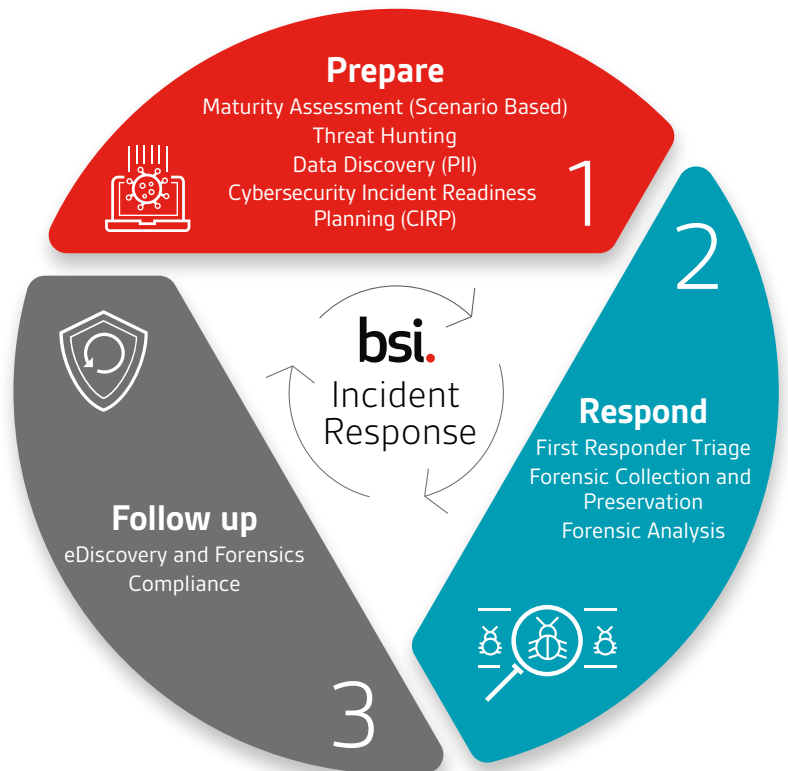 Prepare
Maturity Assessment (Scenario Based)
Threat Hunting
Data Discovery (PII)
Cybersecurity Incident Readiness
Planning (CIRP)
1
2
Respond
First Responder Triage
Forensic Collection and
Preservation
Forensic Analysis
bsi.
Incident
Response
Follow up
eDiscovery and Forensics
Compliance
3